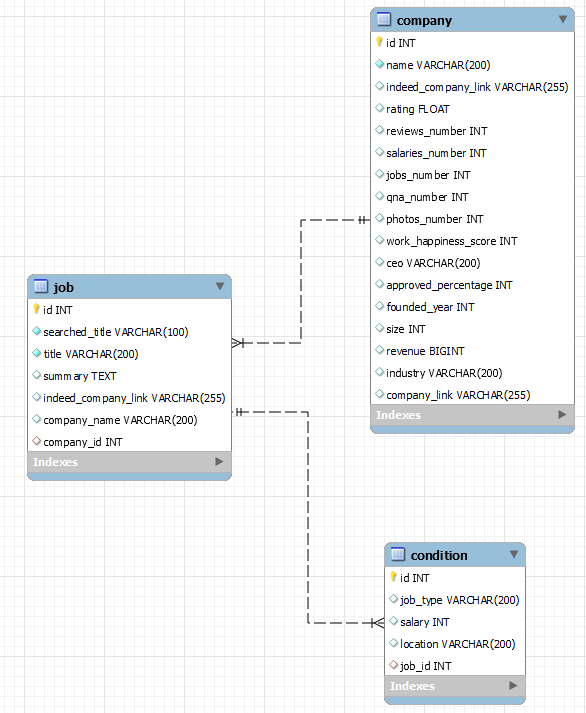 company
id INT
name VARCHAR(200)
indeed_company_link VARCHAR(255)
rating FLOAT
reviews_number INT
salaries_number INT
jobs_number INT
qna_number INT
photos_number INT
work_happiness_score INT
ceo VARCHAR(200)
approved_percentage INT
founded_year INT
size INT
revenue BIGINT
industry VARCHAR(200)
company_link VARCHAR(255)
Indexes
job
id INT
searched_title VARCHAR(100)
title VARCHAR(200)
summary TEXT
indeed_company_link VARCHAR(255)
company_name VARCHAR(200)
company_id INT
Indexes
condition
id INT
job_type VARCHAR(200)
salary INT
location VARCHAR(200)
job_id INT
Indexes